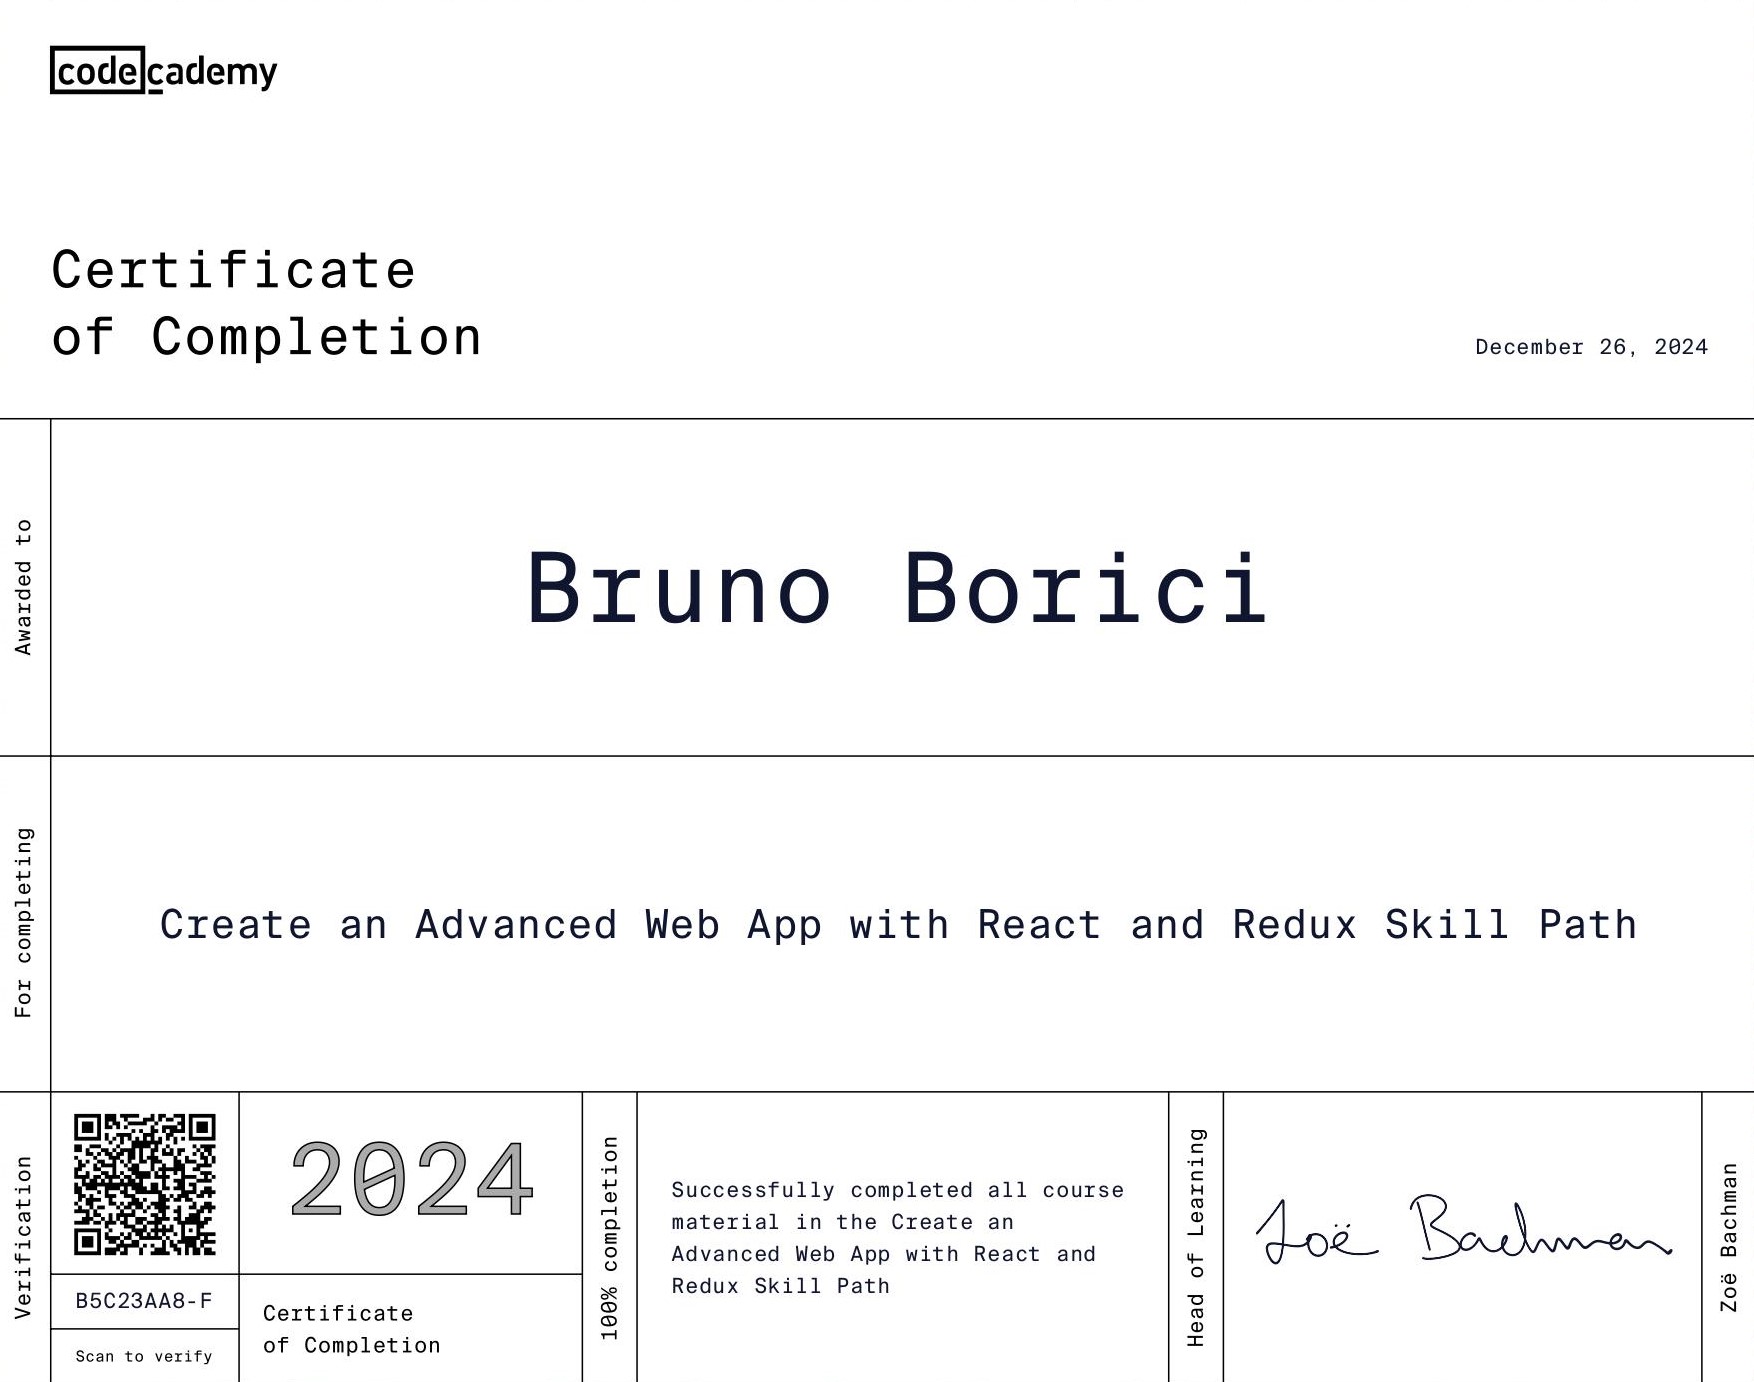 codecademy
Certificate
of Completion
December 26, 2024
Awarded to
Bruno Borici
For completing
Create an Advanced Web App with React and Redux Skill Path
Verification
B5C23AA8-F
Scan to verify
2024
Certificate
of Completion
100% completion
Successfully completed all course
material in the Create an
Advanced Web App with React and
Redux Skill Path
Head of Learning
Zoë Bachman
Zoë Bachman